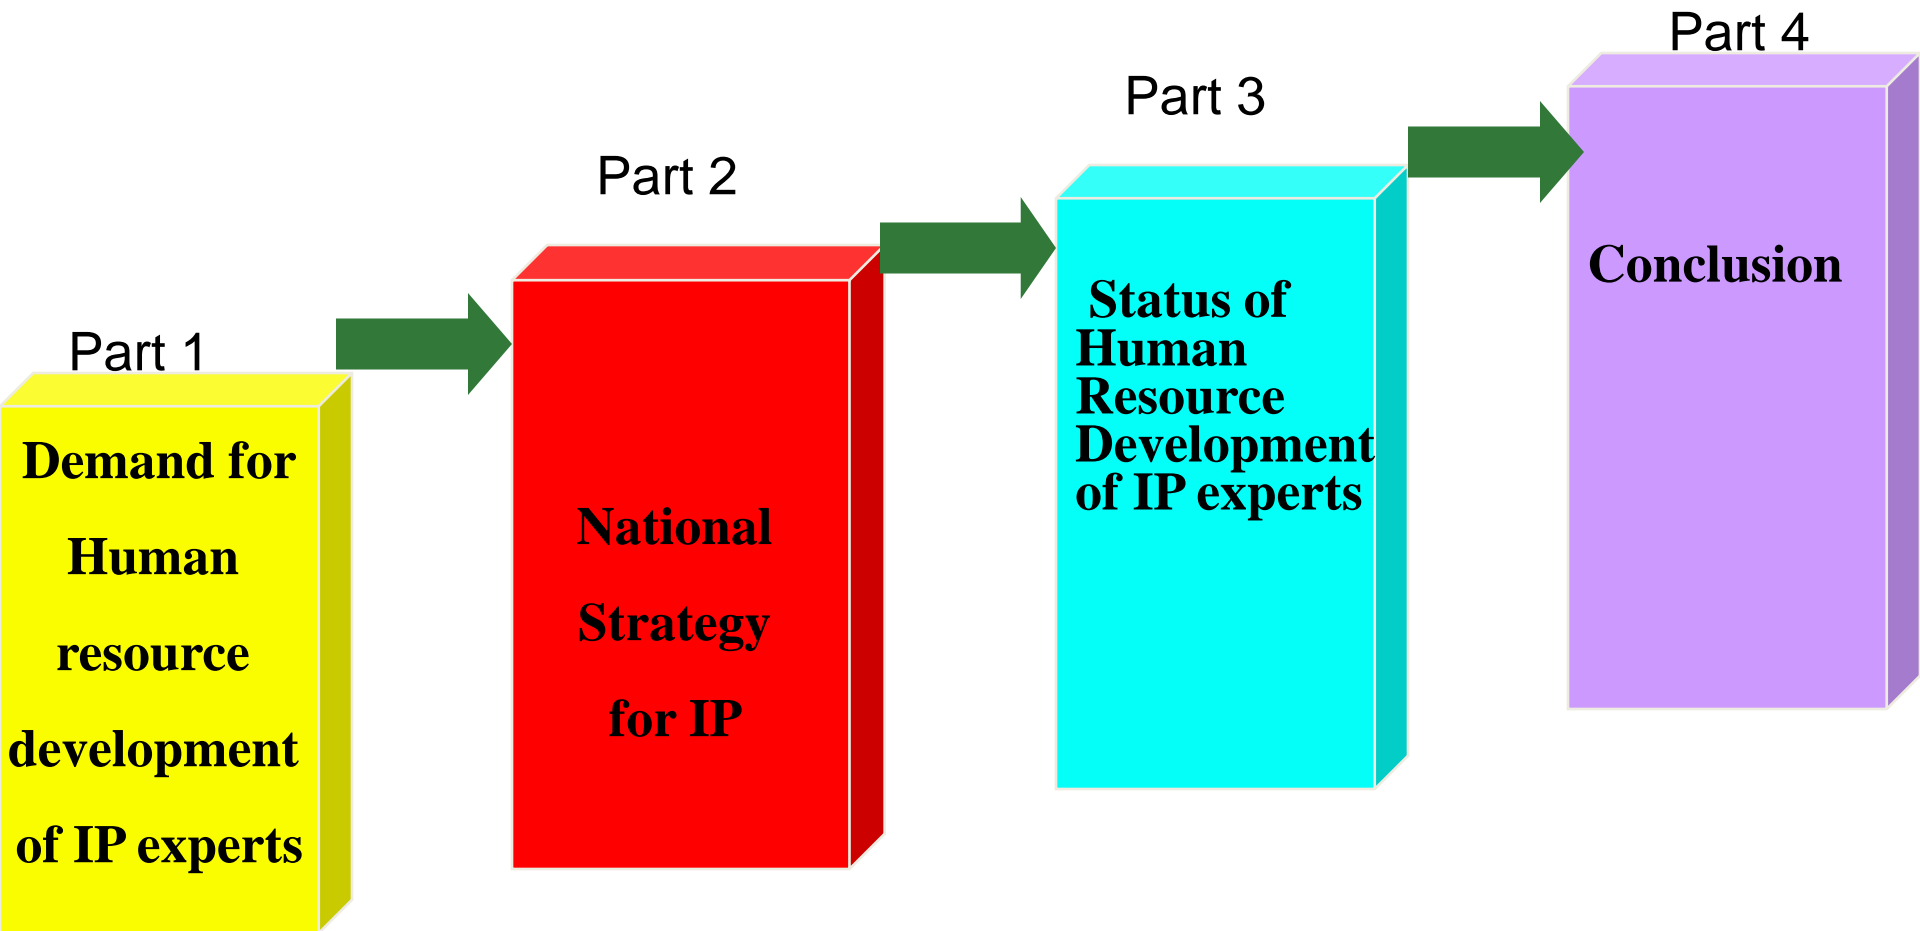 Part 1
Demand for
Human
resource
development
of IP experts
Part 2
National
Strategy
for IP
Part 3
Status of
Human
Resource
Development
of IP experts
Part 4
Conclusion